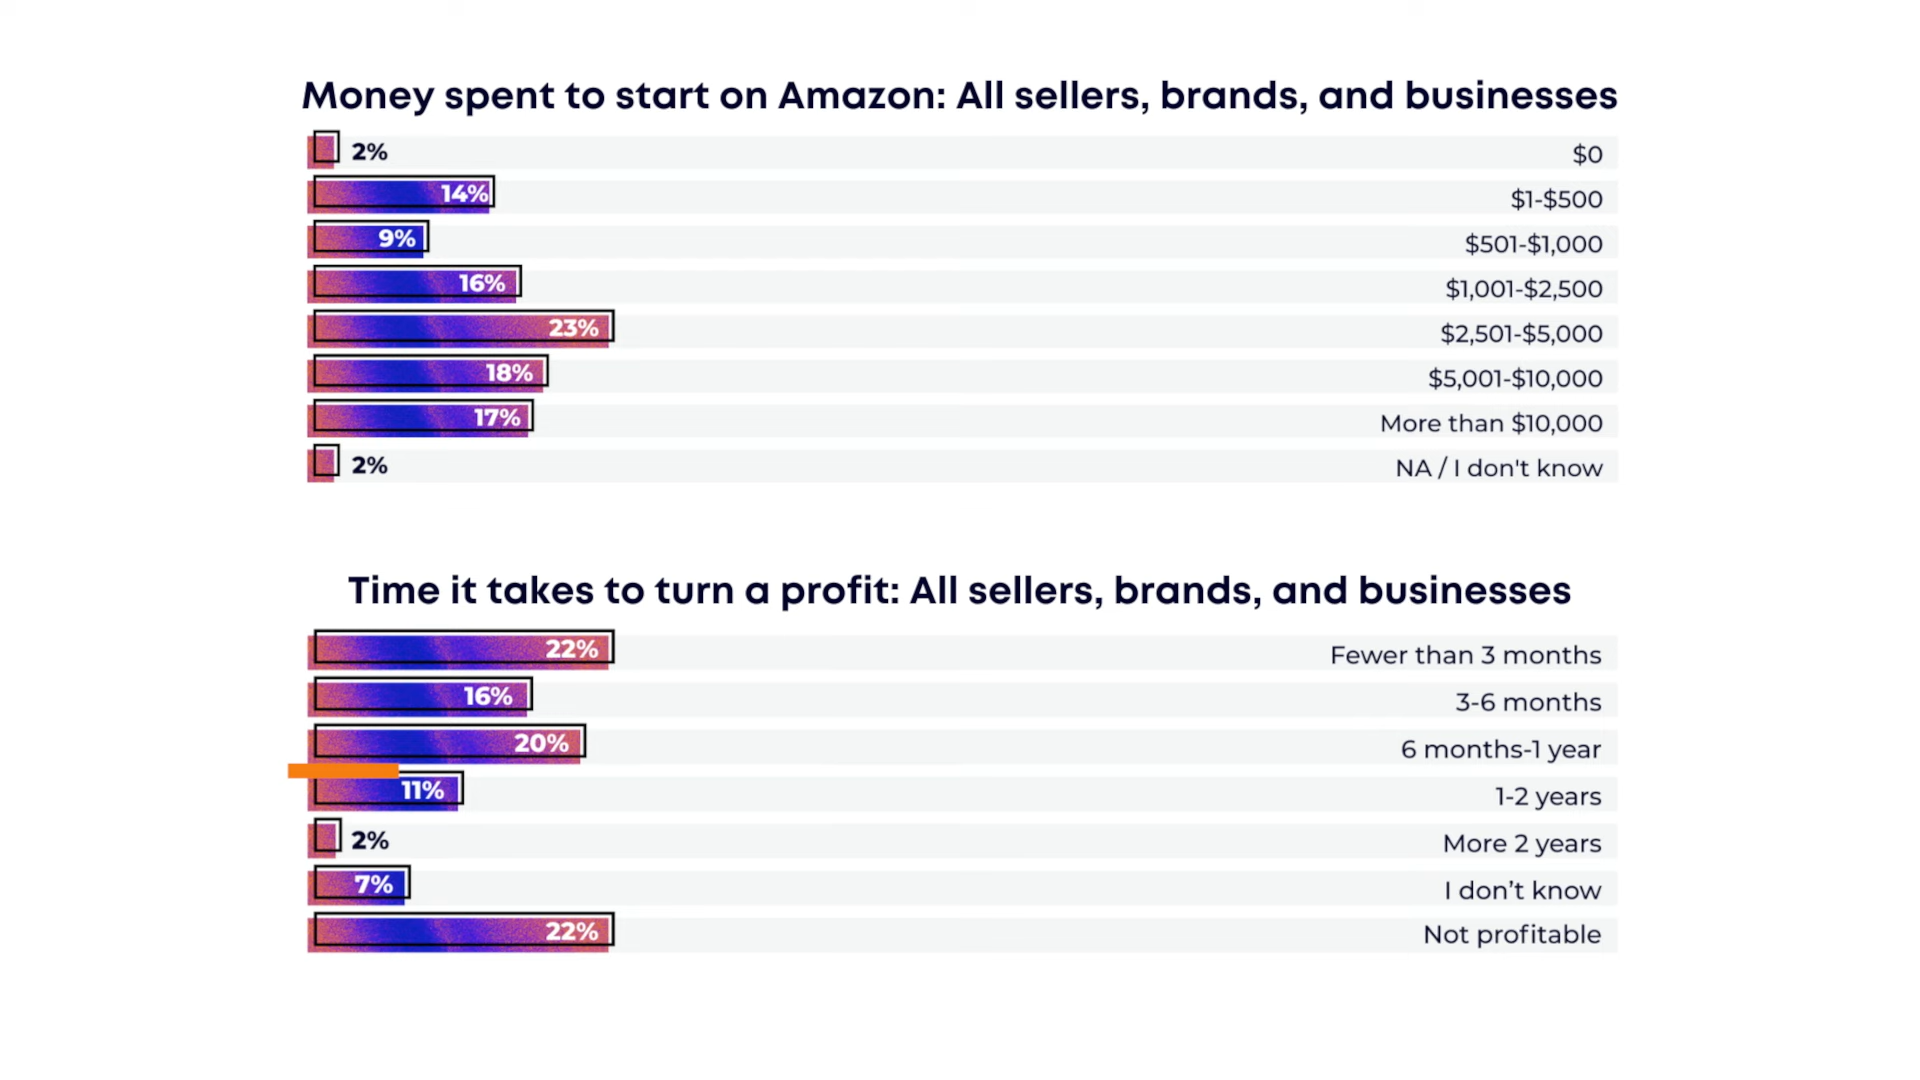 Money spent to start on Amazon: All sellers, brands, and businesses
2% $0
14% $1-$500
9% $501-$1,000
16% $1,001-$2,500
23% $2,501-$5,000
18% $5,001-$10,000
17% More than $10,000
2% NA / I don't know
Time it takes to turn a profit: All sellers, brands, and businesses
22% Fewer than 3 months
16% 3-6 months
20% 6 months-1 year
11% 1-2 years
2% More 2 years
7% I don’t know
22% Not profitable